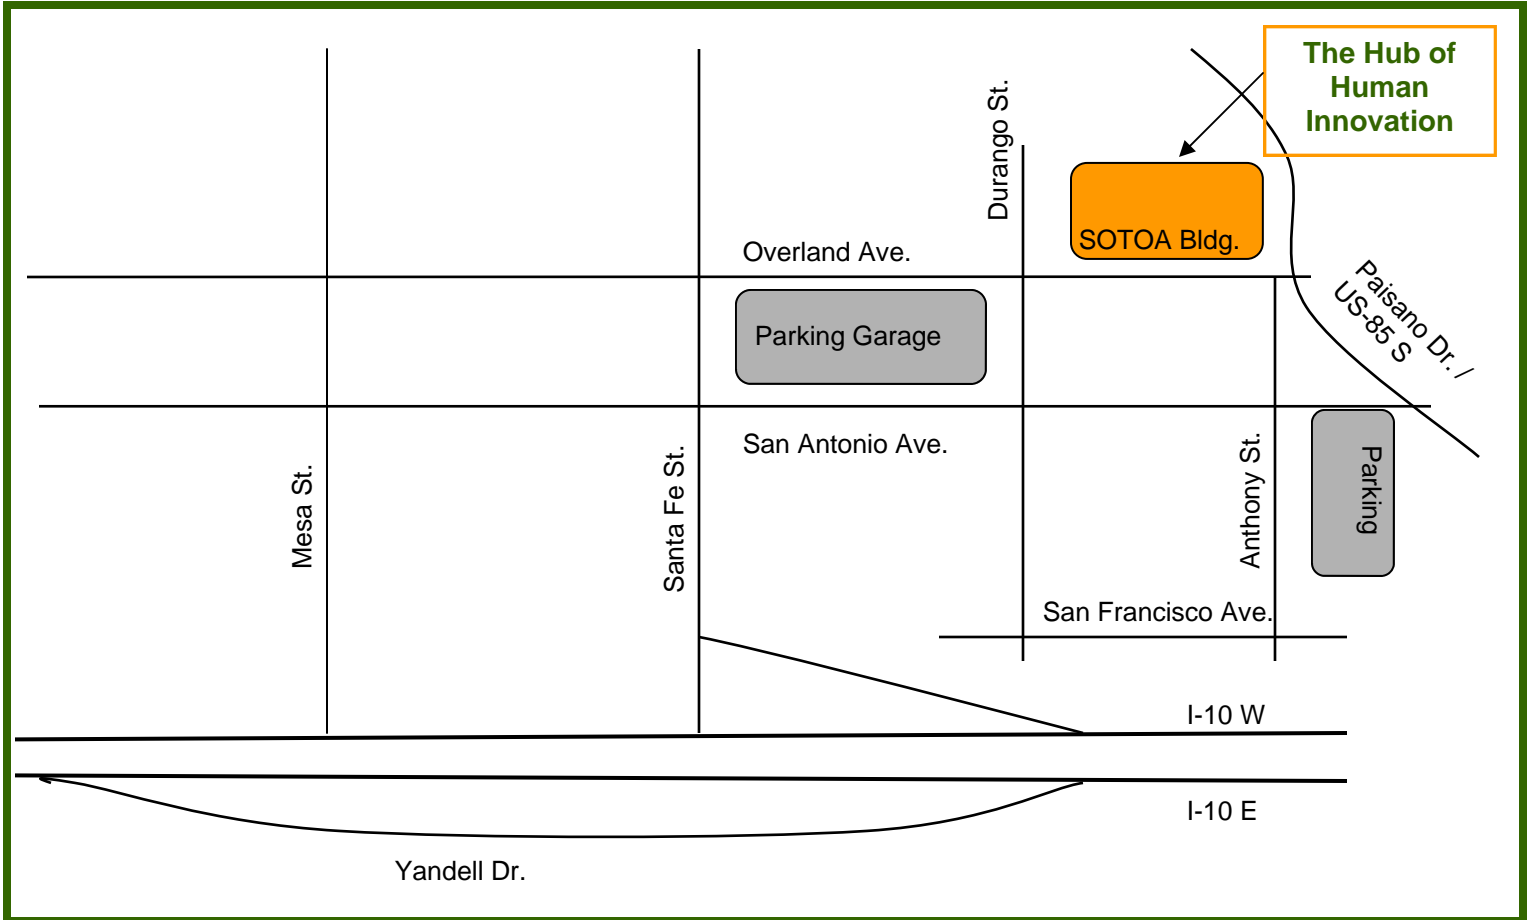 The Hub of
Human
Innovation
Durango St.
SOTOA Bldg.
Overland Ave.
Paisano Dr. /
US-85 S
Parking Garage
San Antonio Ave.
Mesa St.
Santa Fe St.
Anthony St.
Parking
San Francisco Ave.
I-10 W
I-10 E
Yandell Dr.